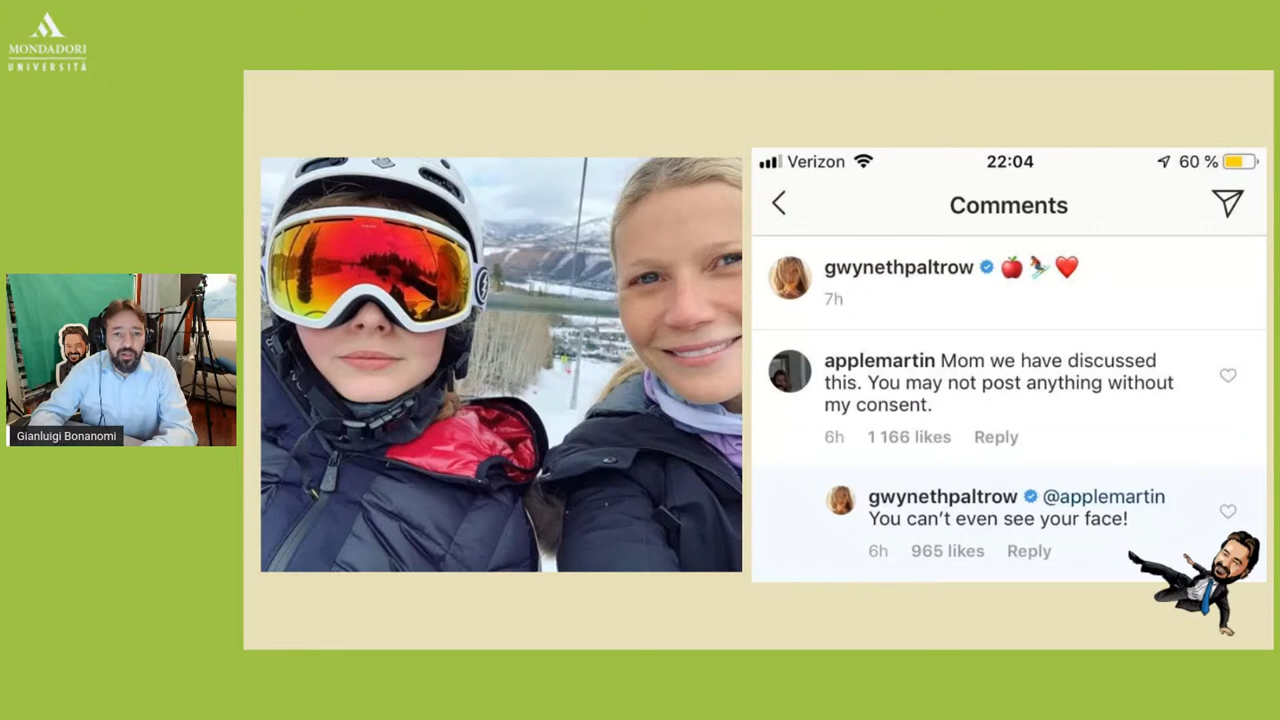 MONDADORI
UNIVERSITÀ
Gianluigi Bonanomi
Verizon 22:04 60 %
Comments
gwynethpaltrow 🍎⛷️❤️
7h
applemartin Mom we have discussed
this. You may not post anything without
my consent.
6h 1 166 likes Reply
gwynethpaltrow @applemartin
You can't even see your face!
6h 965 likes Reply